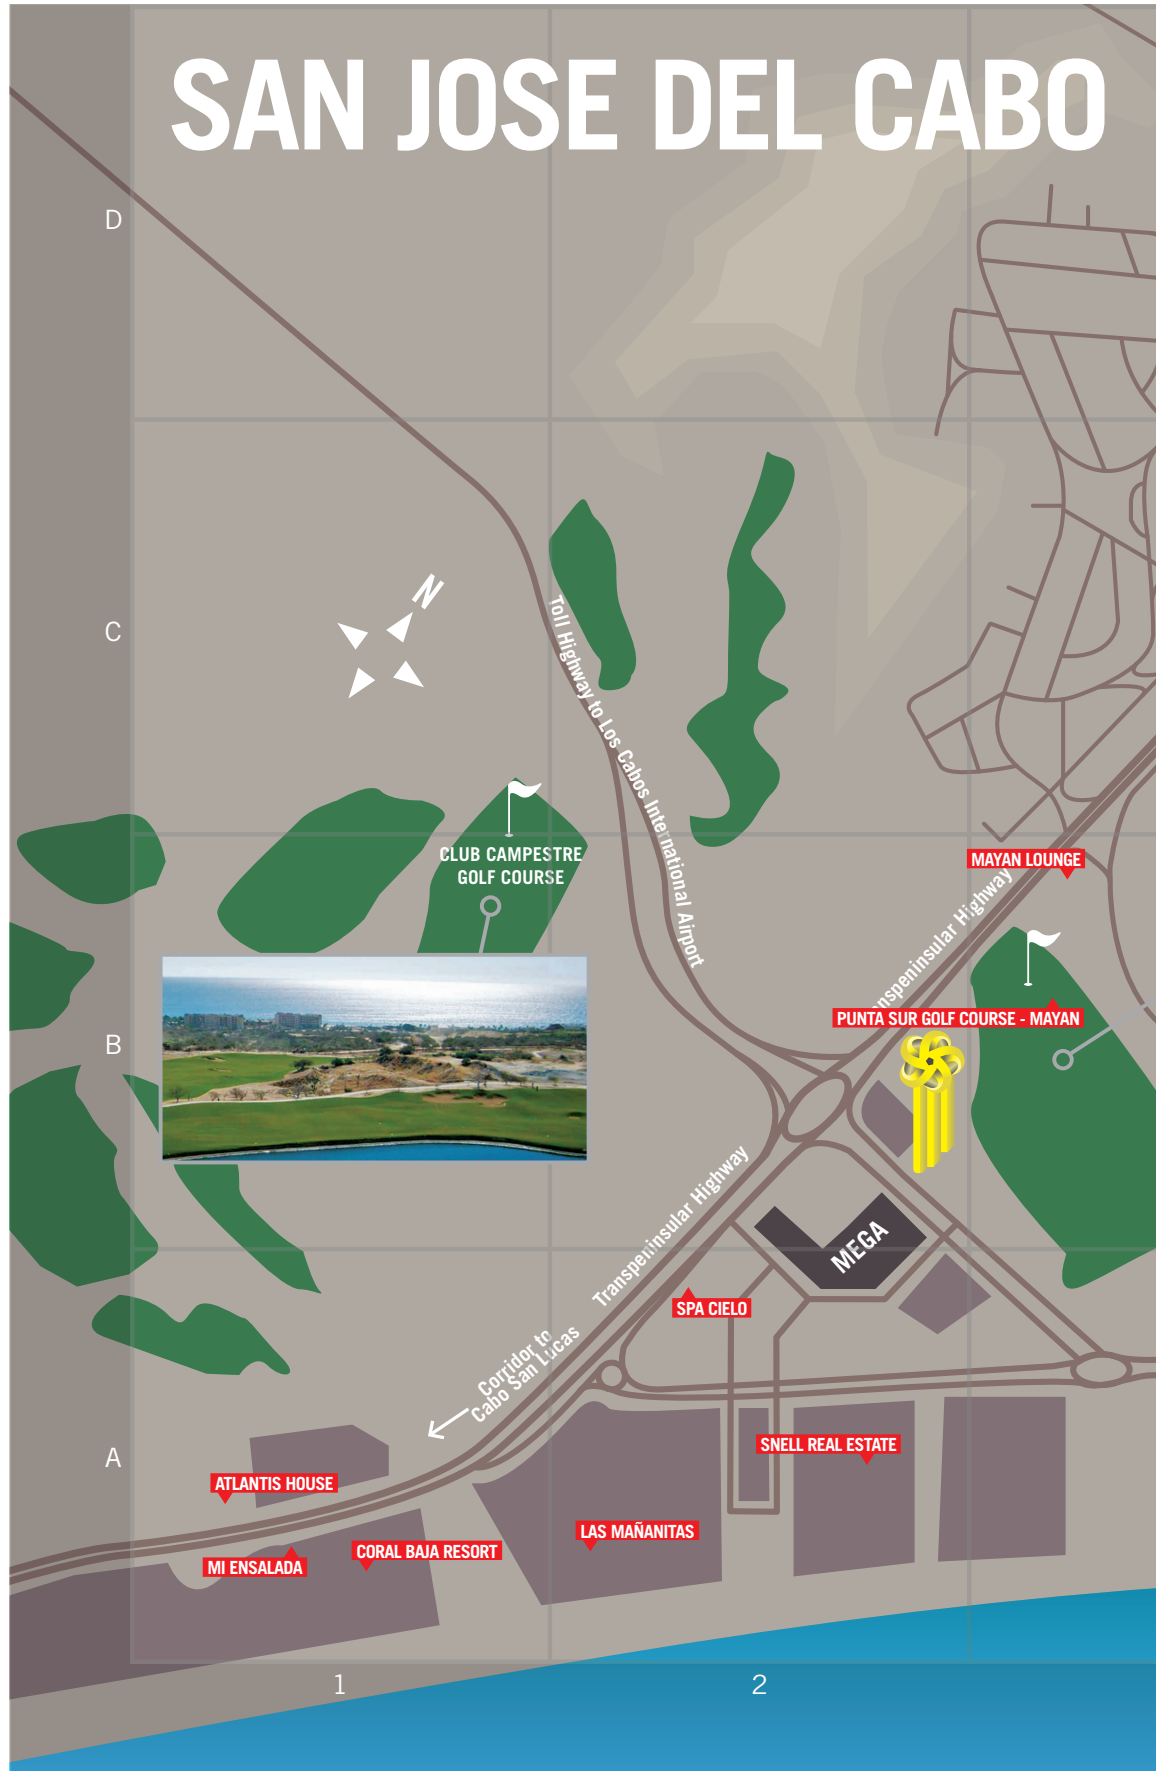 SAN JOSE DEL CABO
D
N
C
Toll Highway to Los Cabos International Airport
CLUB CAMPESTRE
GOLF COURSE
MAYAN LOUNGE
nspeninsular Highway
PUNTA SUR GOLF COURSE - MAYAN
B
Transpeninsular Highway
MEGA
SPA CIELO
Corridor to
Cabo San Lucas
A
SNELL REAL ESTATE
ATLANTIS HOUSE
LAS MAÑANITAS
CORAL BAJA RESORT
MI ENSALADA
1
2